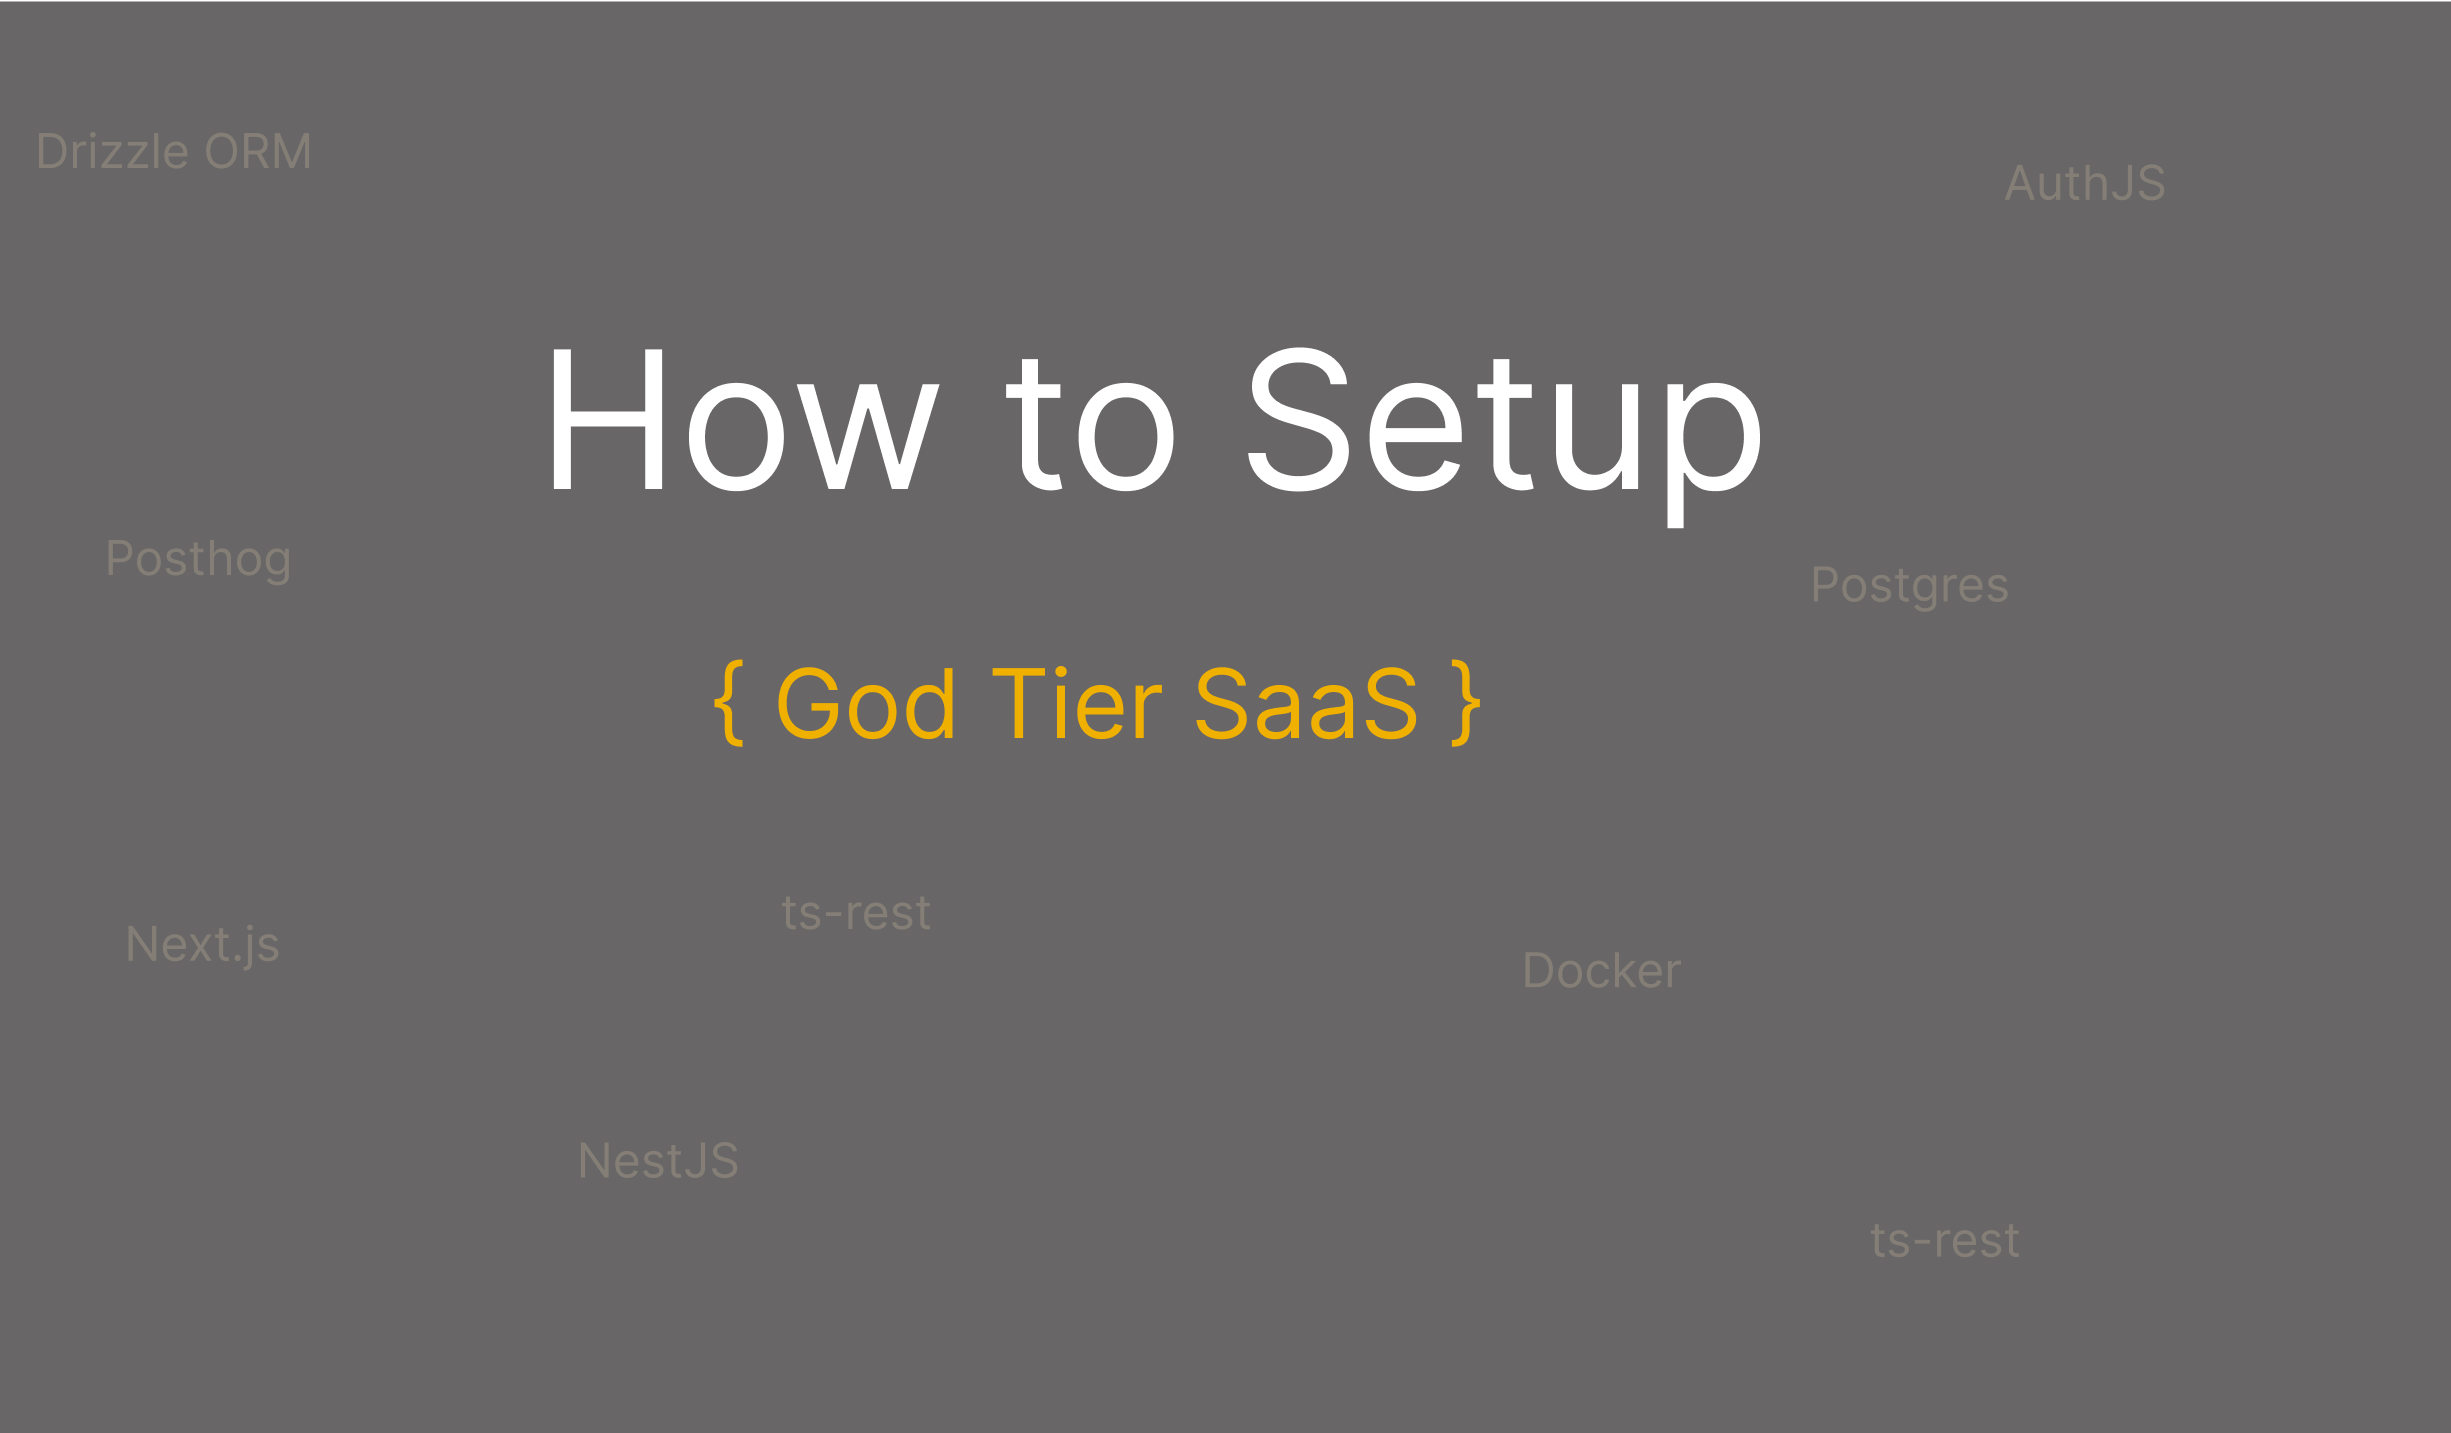 Drizzle ORM
AuthJS
How to Setup
Posthog
Postgres
{ God Tier SaaS }
ts-rest
Next.js
Docker
NestJS
ts-rest